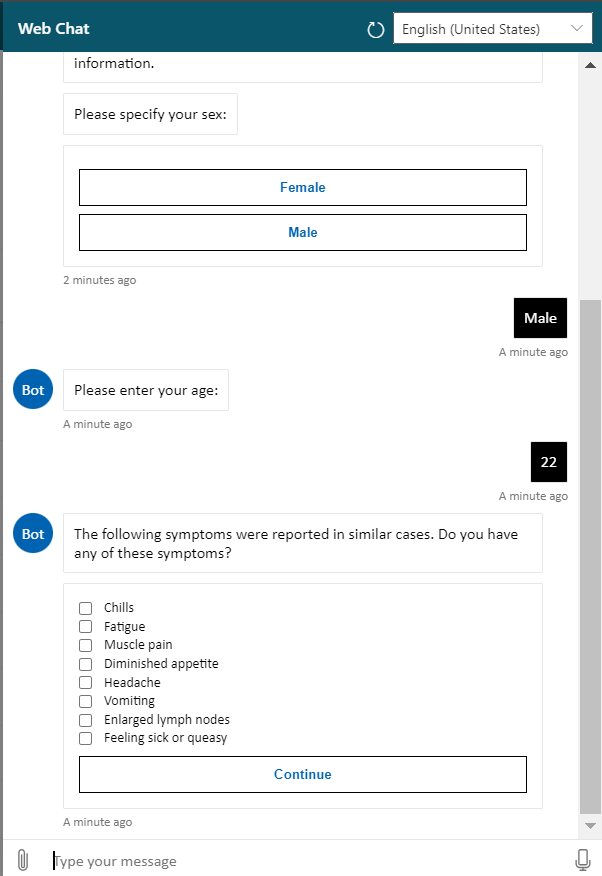 Web Chat
English (United States)
information.
Please specify your sex:
Female
Male
2 minutes ago
Male
A minute ago
Bot
Please enter your age:
A minute ago
22
A minute ago
Bot
The following symptoms were reported in similar cases. Do you have
any of these symptoms?
Chills
Fatigue
Muscle pain
Diminished appetite
Headache
Vomiting
Enlarged lymph nodes
Feeling sick or queasy
Continue
A minute ago
Type your message